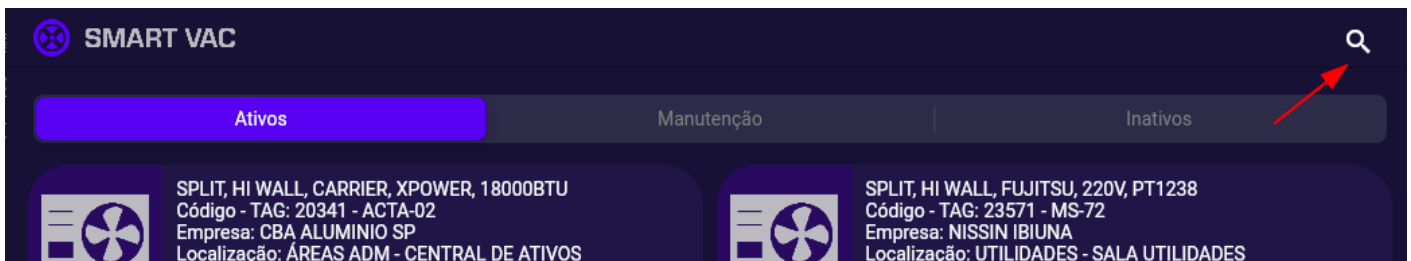 SMART VAC
Ativos
Manutenção
Inativos
SPLIT, HI WALL, CARRIER, XPOWER, 18000BTU
Código - TAG: 20341 - ACTA-02
Empresa: CBA ALUMINIO SP
Localização: ÁREAS ADM - CENTRAL DE ATIVOS
SPLIT, HI WALL, FUJITSU, 220V, PT1238
Código - TAG: 23571 - MS-72
Empresa: NISSIN IBIUNA
Localização: UTILIDADES - SALA UTILIDADES